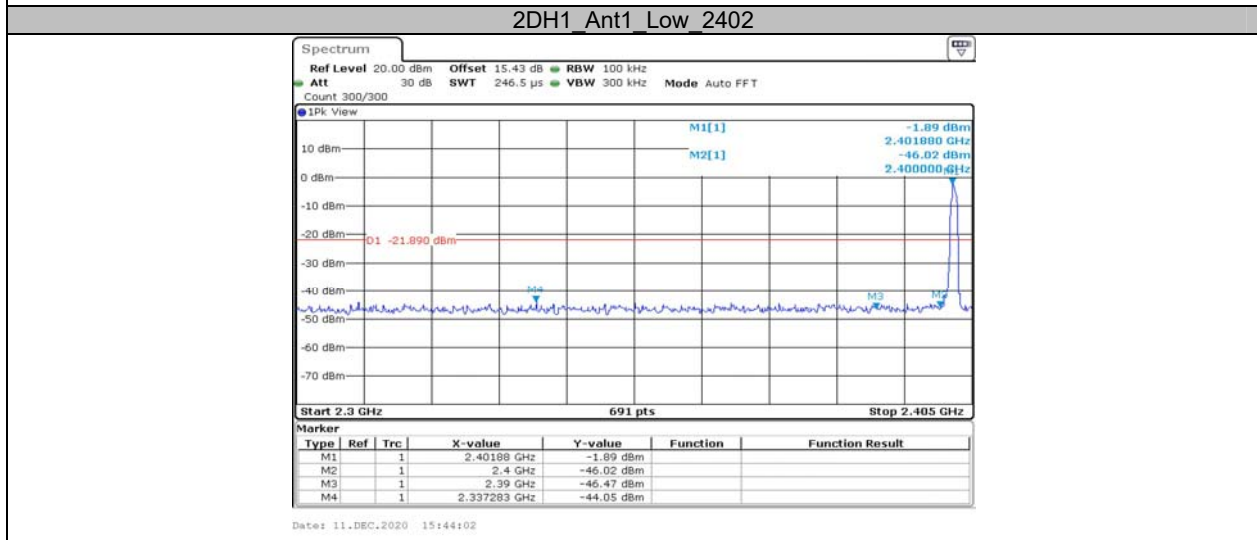 2DH1_Ant1_Low_2402
Spectrum
Ref Level 20.00 dBm Offset 15.43 dB RBW 100 kHz
Att 30 dB SWT 246.5 µs VBW 300 kHz Mode Auto FFT
Count 300/300
1Pk View
M1[1] -1.89 dBm
2.401880 GHz
M2[1] -46.02 dBm
2.400000 GHz
M1
10 dBm
0 dBm
-10 dBm
-20 dBm
D1 -21.890 dBm
-30 dBm
-40 dBm
M4 M3 M2
-50 dBm
-60 dBm
-70 dBm
Start 2.3 GHz 691 pts Stop 2.405 GHz
Marker
Type Ref Trc X-value Y-value Function Function Result
M1 1 2.40188 GHz -1.89 dBm
M2 1 2.4 GHz -46.02 dBm
M3 1 2.39 GHz -46.47 dBm
M4 1 2.337283 GHz -44.05 dBm
Date: 11.DEC.2020 15:44:02